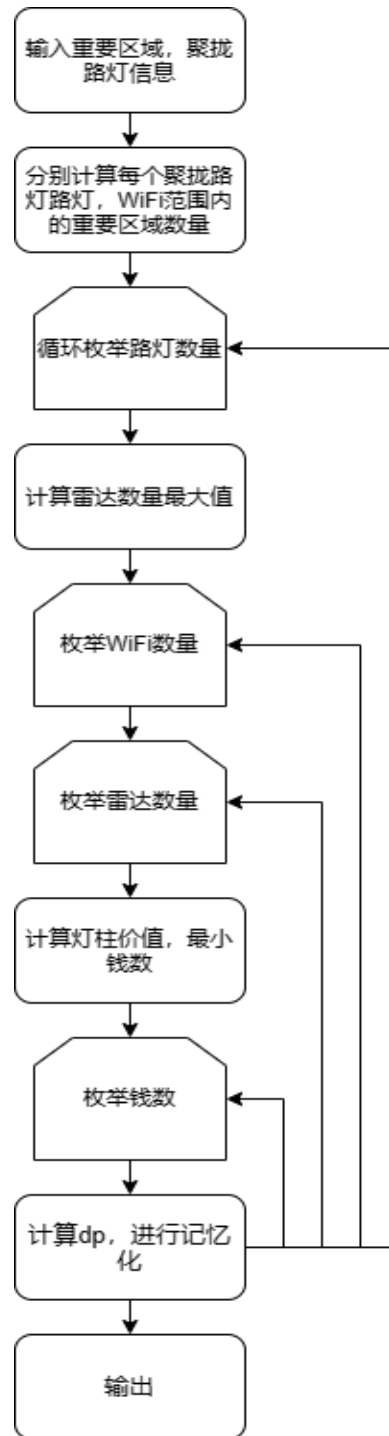 输入重要区域，聚拢
路灯信息
分别计算每个聚拢路
灯路灯，WiFi范围内
的重要区域数量
循环枚举路灯数量
计算雷达数量最大值
枚举WiFi数量
枚举雷达数量
计算灯柱价值，最小
钱数
枚举钱数
计算dp，进行记忆
化
输出